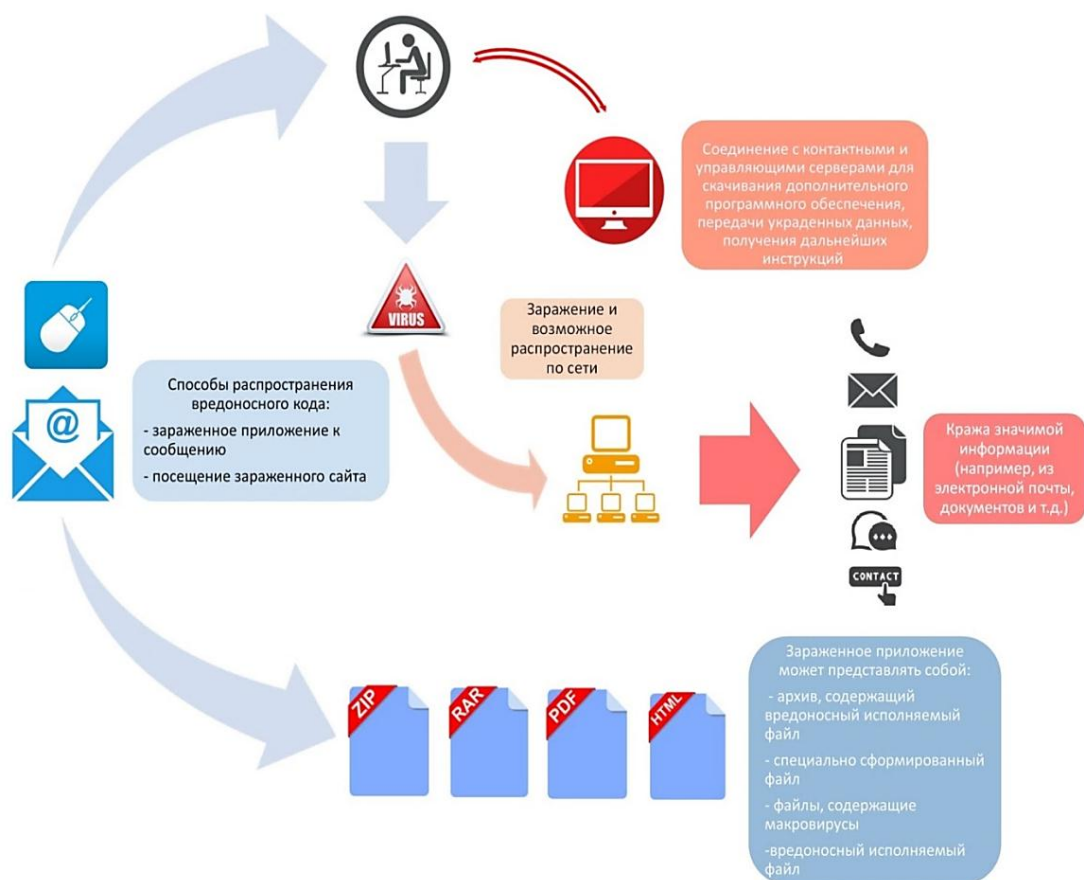 Соединение с контактными и
управляющими серверами для
скачивания дополнительного
программного обеспечения,
передачи украденных данных,
получения дальнейших
инструкций
VIRUS
Заражение и
возможное
распространение
по сети
@
Способы распространения
вредоносного кода:
- зараженное приложение к
сообщению
- посещение зараженного сайта
Кража значимой
информации
(например, из
электронной почты,
документов и т.д.)
CONTACT
ZIP
RAR
PDF
HTML
Зараженное приложение
может представлять собой:
- архив, содержащий
вредоносный исполняемый
файл
- специально сформированный
файл
- файлы, содержащие
макровирусы
-вредоносный исполняемый
файл